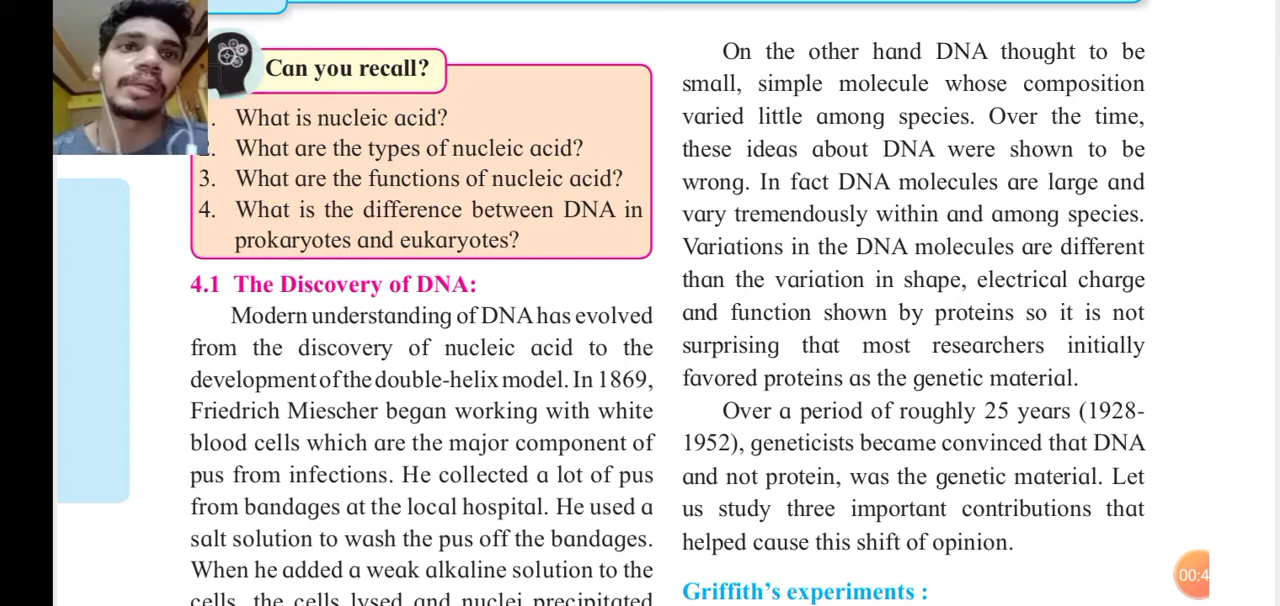 Can you recall?
. What is nucleic acid?
2. What are the types of nucleic acid?
3. What are the functions of nucleic acid?
4. What is the difference between DNA in
prokaryotes and eukaryotes?
4.1 The Discovery of DNA:
Modern understanding of DNA has evolved
from the discovery of nucleic acid to the
development of the double-helix model. In 1869,
Friedrich Miescher began working with white
blood cells which are the major component of
pus from infections. He collected a lot of pus
from bandages at the local hospital. He used a
salt solution to wash the pus off the bandages.
When he added a weak alkaline solution to the
cells, the cells lysed and nuclei precipitated
On the other hand DNA thought to be
small, simple molecule whose composition
varied little among species. Over the time,
these ideas about DNA were shown to be
wrong. In fact DNA molecules are large and
vary tremendously within and among species.
Variations in the DNA molecules are different
than the variation in shape, electrical charge
and function shown by proteins so it is not
surprising that most researchers initially
favored proteins as the genetic material.
Over a period of roughly 25 years (1928-
1952), geneticists became convinced that DNA
and not protein, was the genetic material. Let
us study three important contributions that
helped cause this shift of opinion.
Griffith's experiments :
00:4